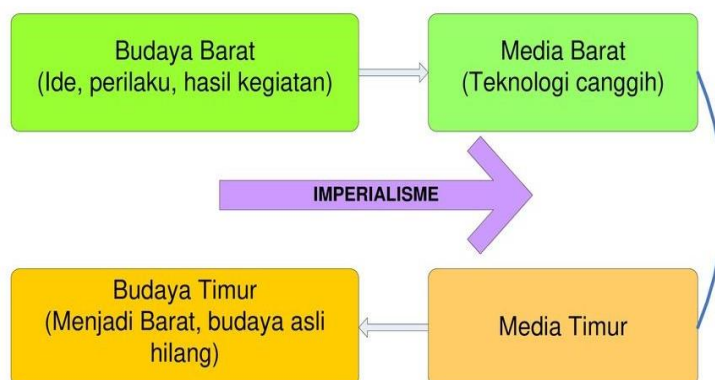 Budaya Barat
(Ide, perilaku, hasil kegiatan)
Media Barat
(Teknologi canggih)
IMPERIALISME
Budaya Timur
(Menjadi Barat, budaya asli
hilang)
Media Timur